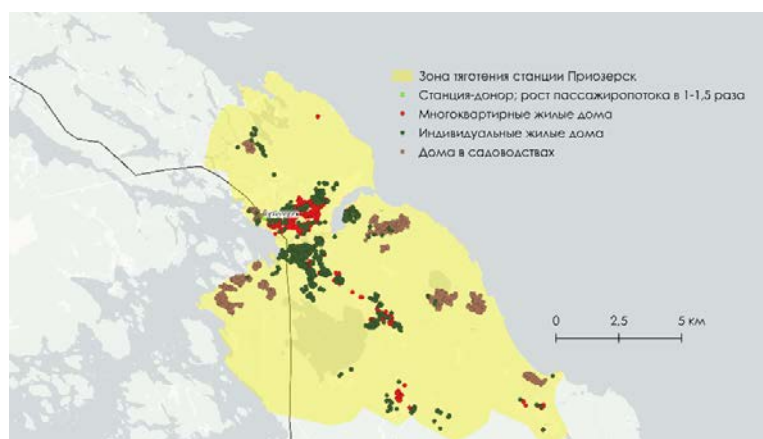 Зона тяготения станции Приозерск
Станция-донор; рост пассажиропотока в 1-1,5 раза
Многоквартирные жилые дома
Индивидуальные жилые дома
Дома в садоводствах
0 2,5 5 км